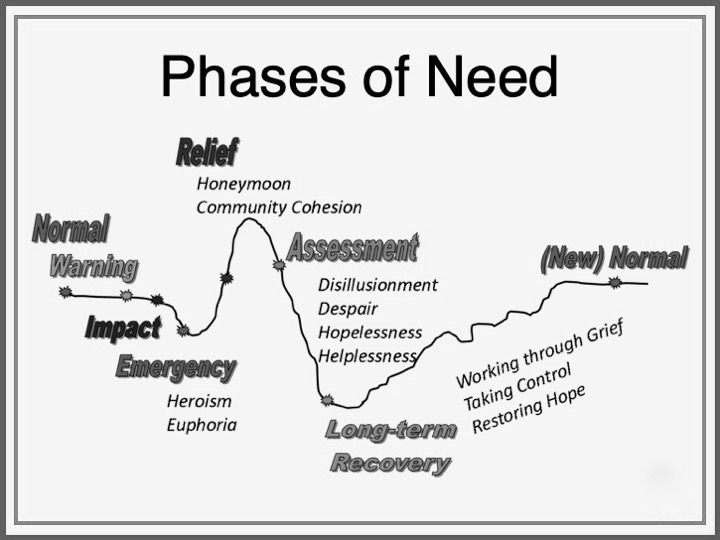 Phases of Need
Relief
Honeymoon
Community Cohesion
Normal
Warning
Assessment
(New) Normal
Disillusionment
Despair
Hopelessness
Helplessness
Impact
Emergency
Heroism
Euphoria
Working through Grief
Taking Control
Restoring Hope
Long-term
Recovery